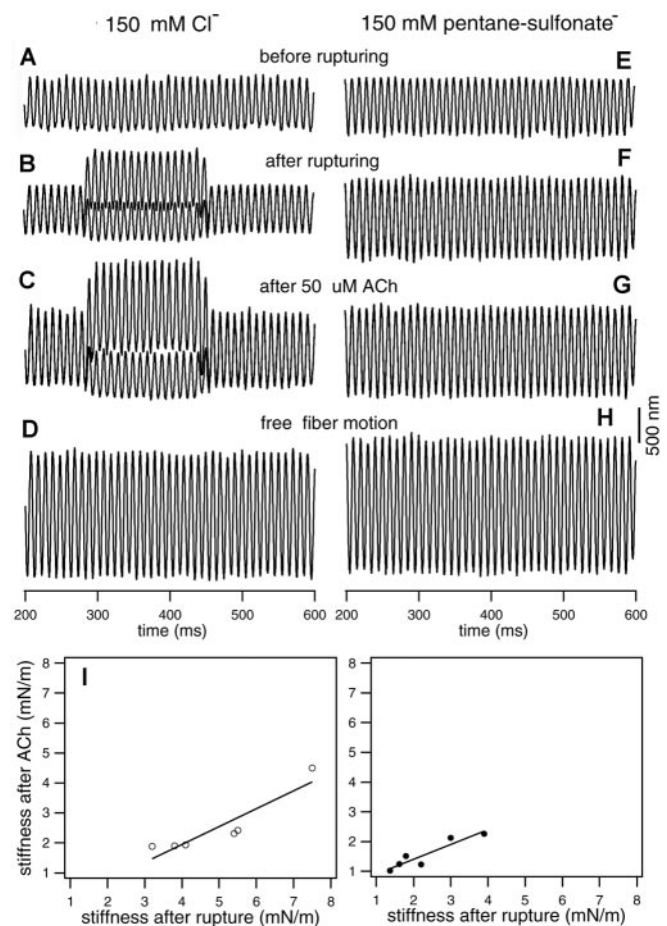 150 mM Cl⁻
150 mM pentane-sulfonate⁻
A
before rupturing
E
B
after rupturing
F
C
after 50 uM ACh
G
D
free fiber motion
H
500 nm
200 300 400 500 600
time (ms)
200 300 400 500 600
time (ms)
I
stiffness after ACh (mN/m)
8
7
6
5
4
3
2
1
1 2 3 4 5 6 7 8
stiffness after rupture (mN/m)
8
7
6
5
4
3
2
1
1 2 3 4 5 6 7 8
stiffness after rupture (mN/m)